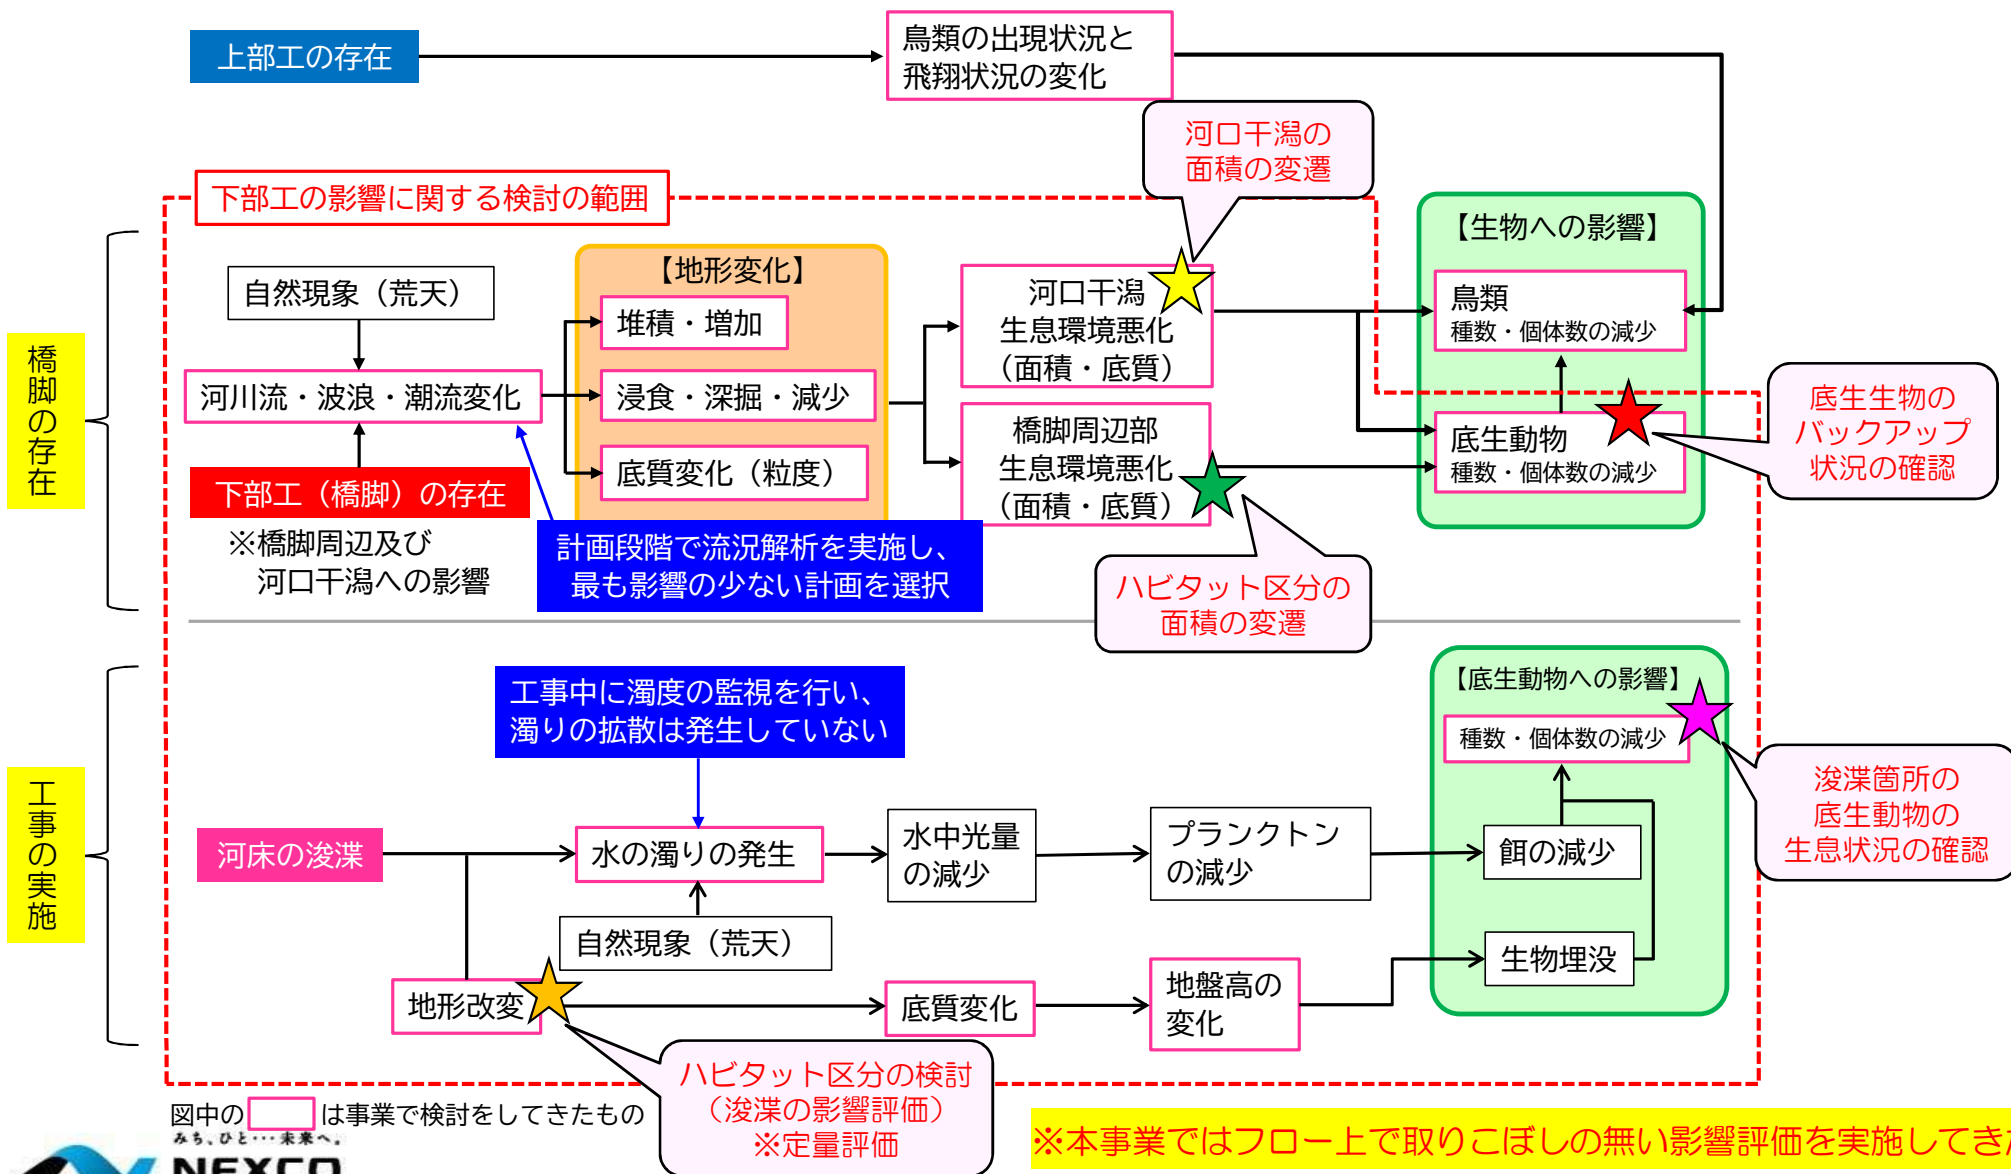 上部工の存在
鳥類の出現状況と
飛翔状況の変化
河口干潟の
面積の変遷
下部工の影響に関する検討の範囲
【生物への影響】
【地形変化】
自然現象（荒天）
堆積・増加
河口干潟
生息環境悪化
（面積・底質）
鳥類
種数・個体数の減少
橋脚の存在
河川流・波浪・潮流変化
浸食・深掘・減少
底生生物の
バックアップ
状況の確認
橋脚周辺部
生息環境悪化
（面積・底質）
底生動物
種数・個体数の減少
底質変化（粒度）
下部工（橋脚）の存在
※橋脚周辺及び
河口干潟への影響
計画段階で流況解析を実施し、
最も影響の少ない計画を選択
ハビタット区分の
面積の変遷
工事中に濁度の監視を行い、
濁りの拡散は発生していない
【底生動物への影響】
種数・個体数の減少
浚渫箇所の
底生動物の
生息状況の確認
工事の実施
河床の浚渫
水の濁りの発生
水中光量
の減少
プランクトン
の減少
餌の減少
自然現象（荒天）
生物埋没
地形改変
底質変化
地盤高の
変化
ハビタット区分の検討
（浚渫の影響評価）
※定量評価
図中の は事業で検討をしてきたもの
みち、ひと…未来へ。
NEXCO
※本事業ではフロー上で取りこぼしの無い影響評価を実施してき